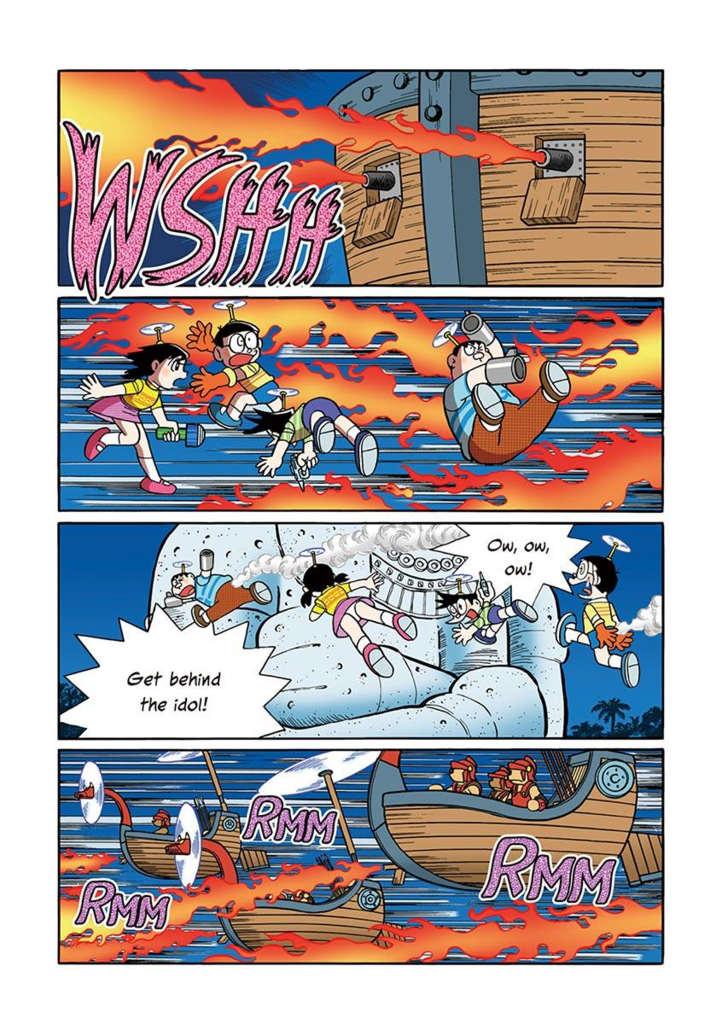 WSHH
Ow, ow,
ow!
Get behind
the idol!
RMM
RMM
RMM